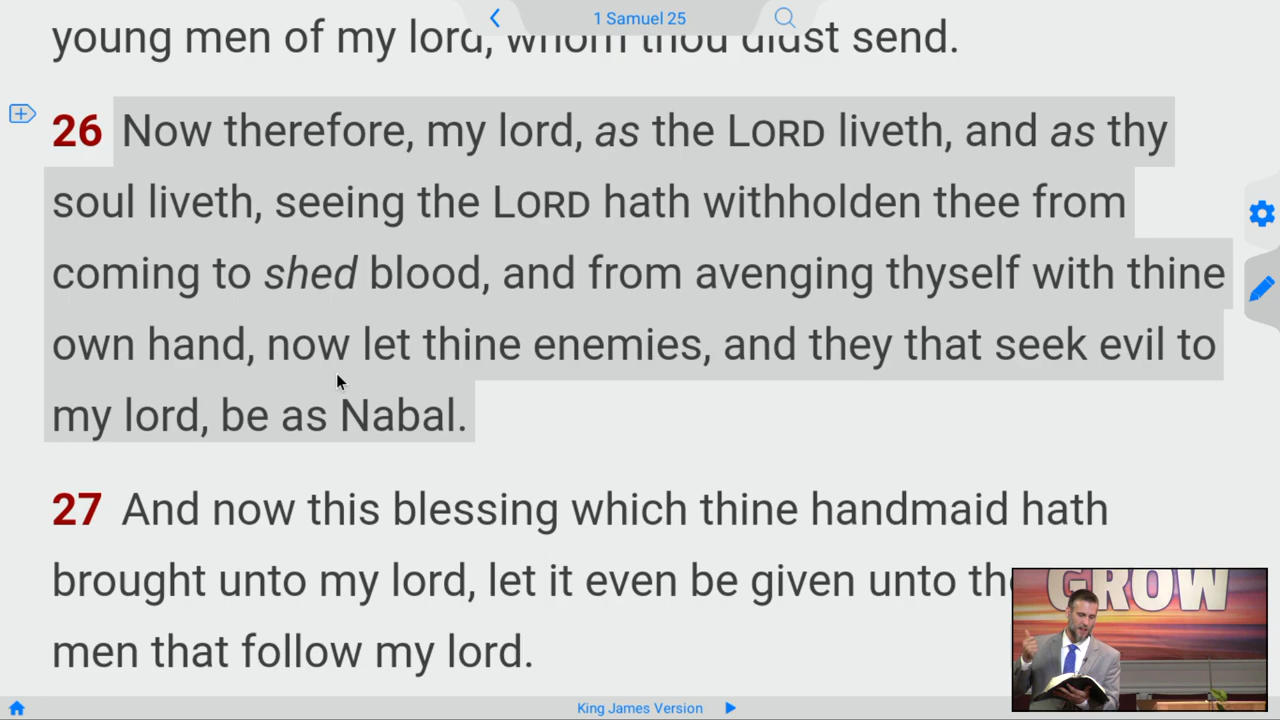 1 Samuel 25
young men of my lord, whom thou didst send.
26 Now therefore, my lord, as the LORD liveth, and as thy
soul liveth, seeing the LORD hath withholden thee from
coming to shed blood, and from avenging thyself with thine
own hand, now let thine enemies, and they that seek evil to
my lord, be as Nabal.
27 And now this blessing which thine handmaid hath
brought unto my lord, let it even be given unto
men that follow my lord.
GROW
King James Version